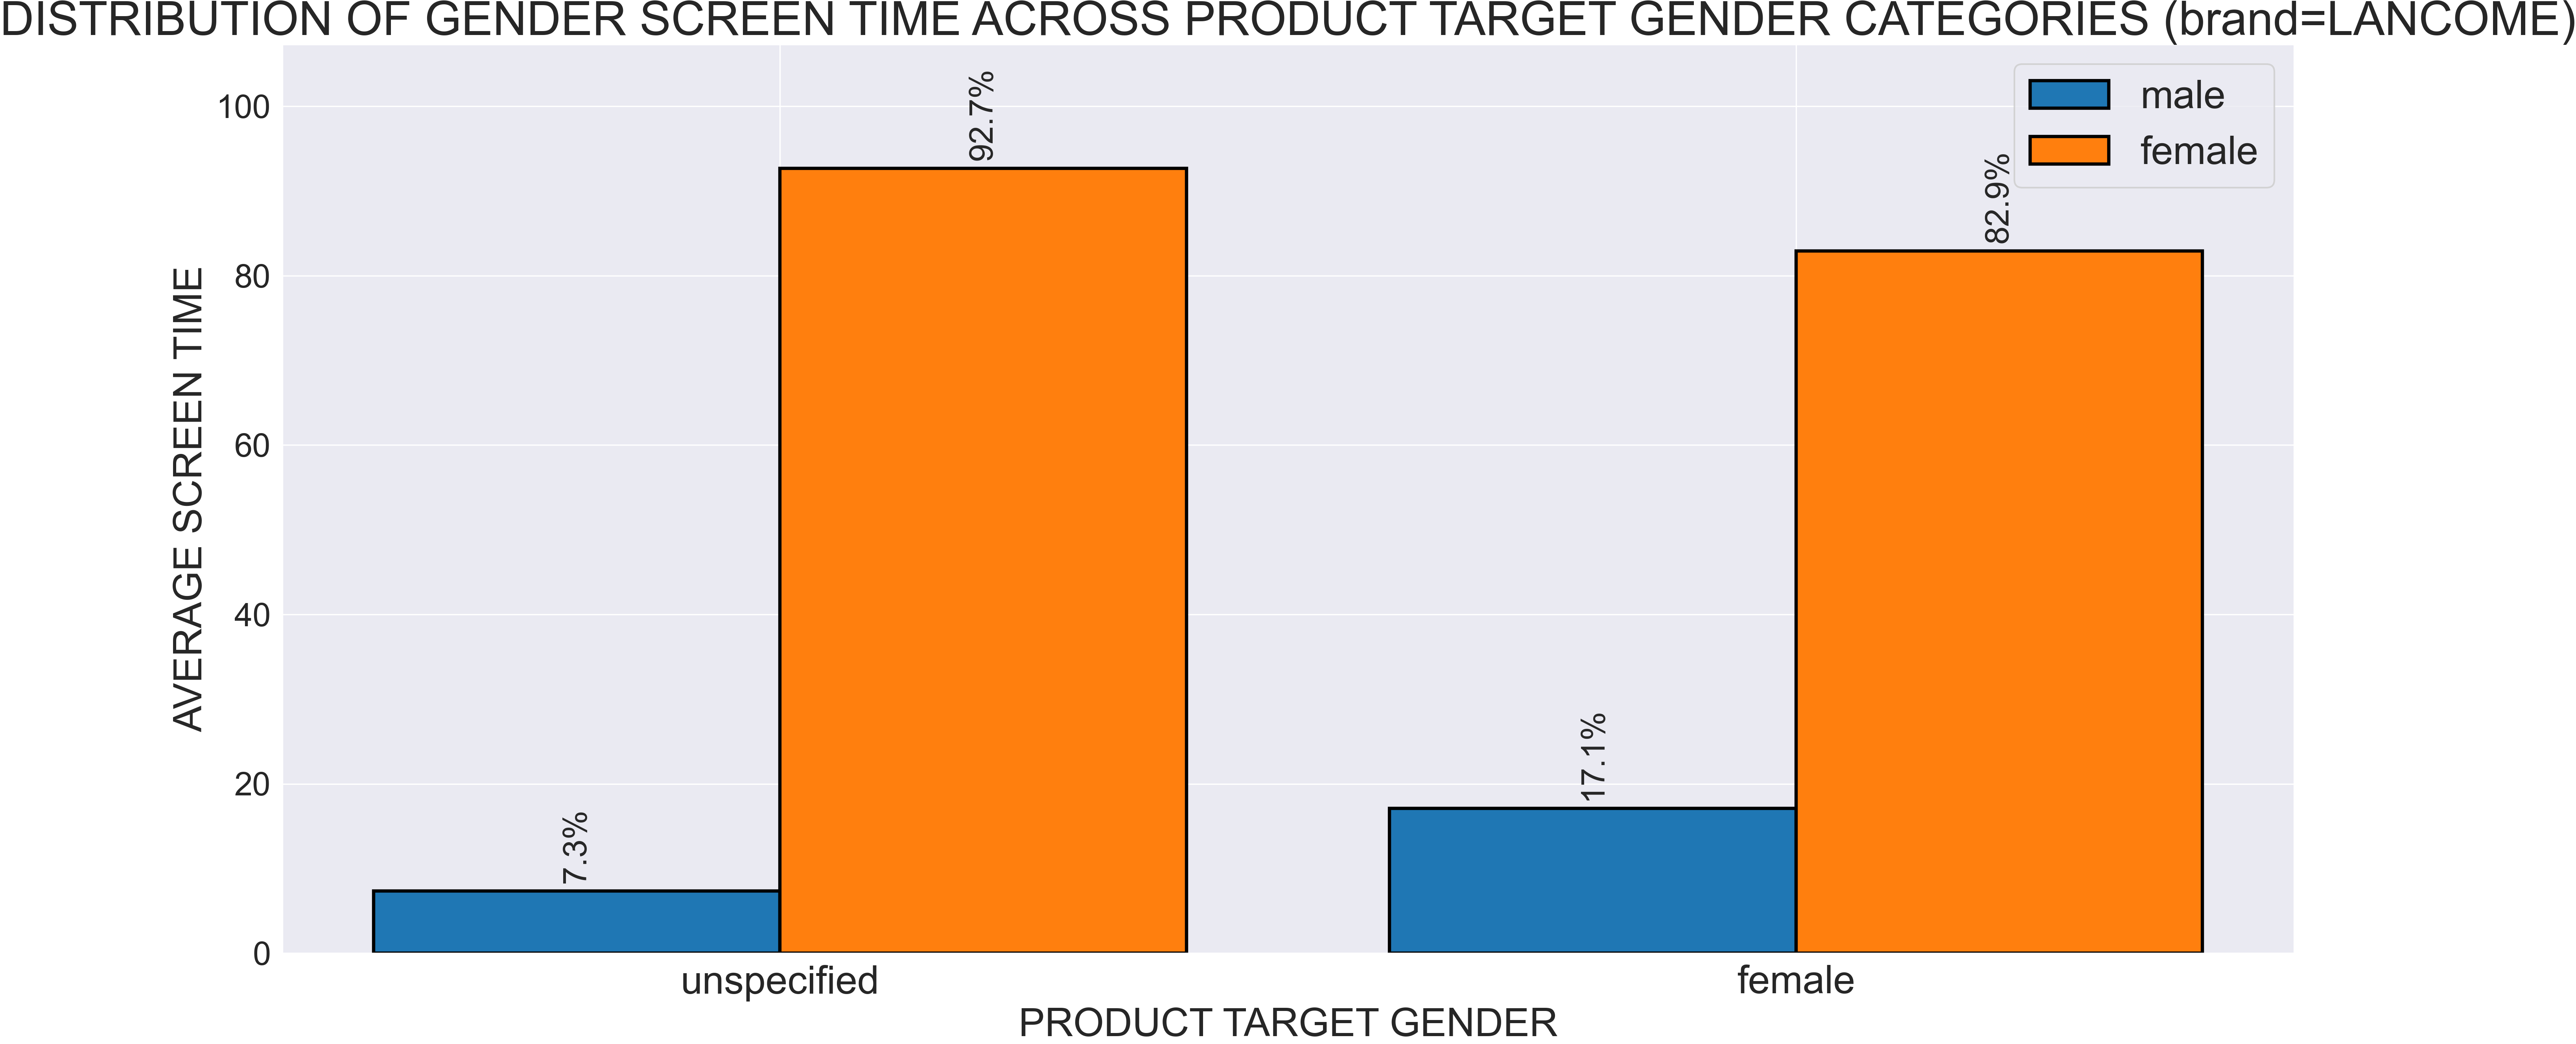 DISTRIBUTION OF GENDER SCREEN TIME ACROSS PRODUCT TARGET GENDER CATEGORIES (brand=LANCOME)
male
female
AVERAGE SCREEN TIME
100
80
60
40
20
0
7.3%
92.7%
17.1%
82.9%
unspecified
female
PRODUCT TARGET GENDER